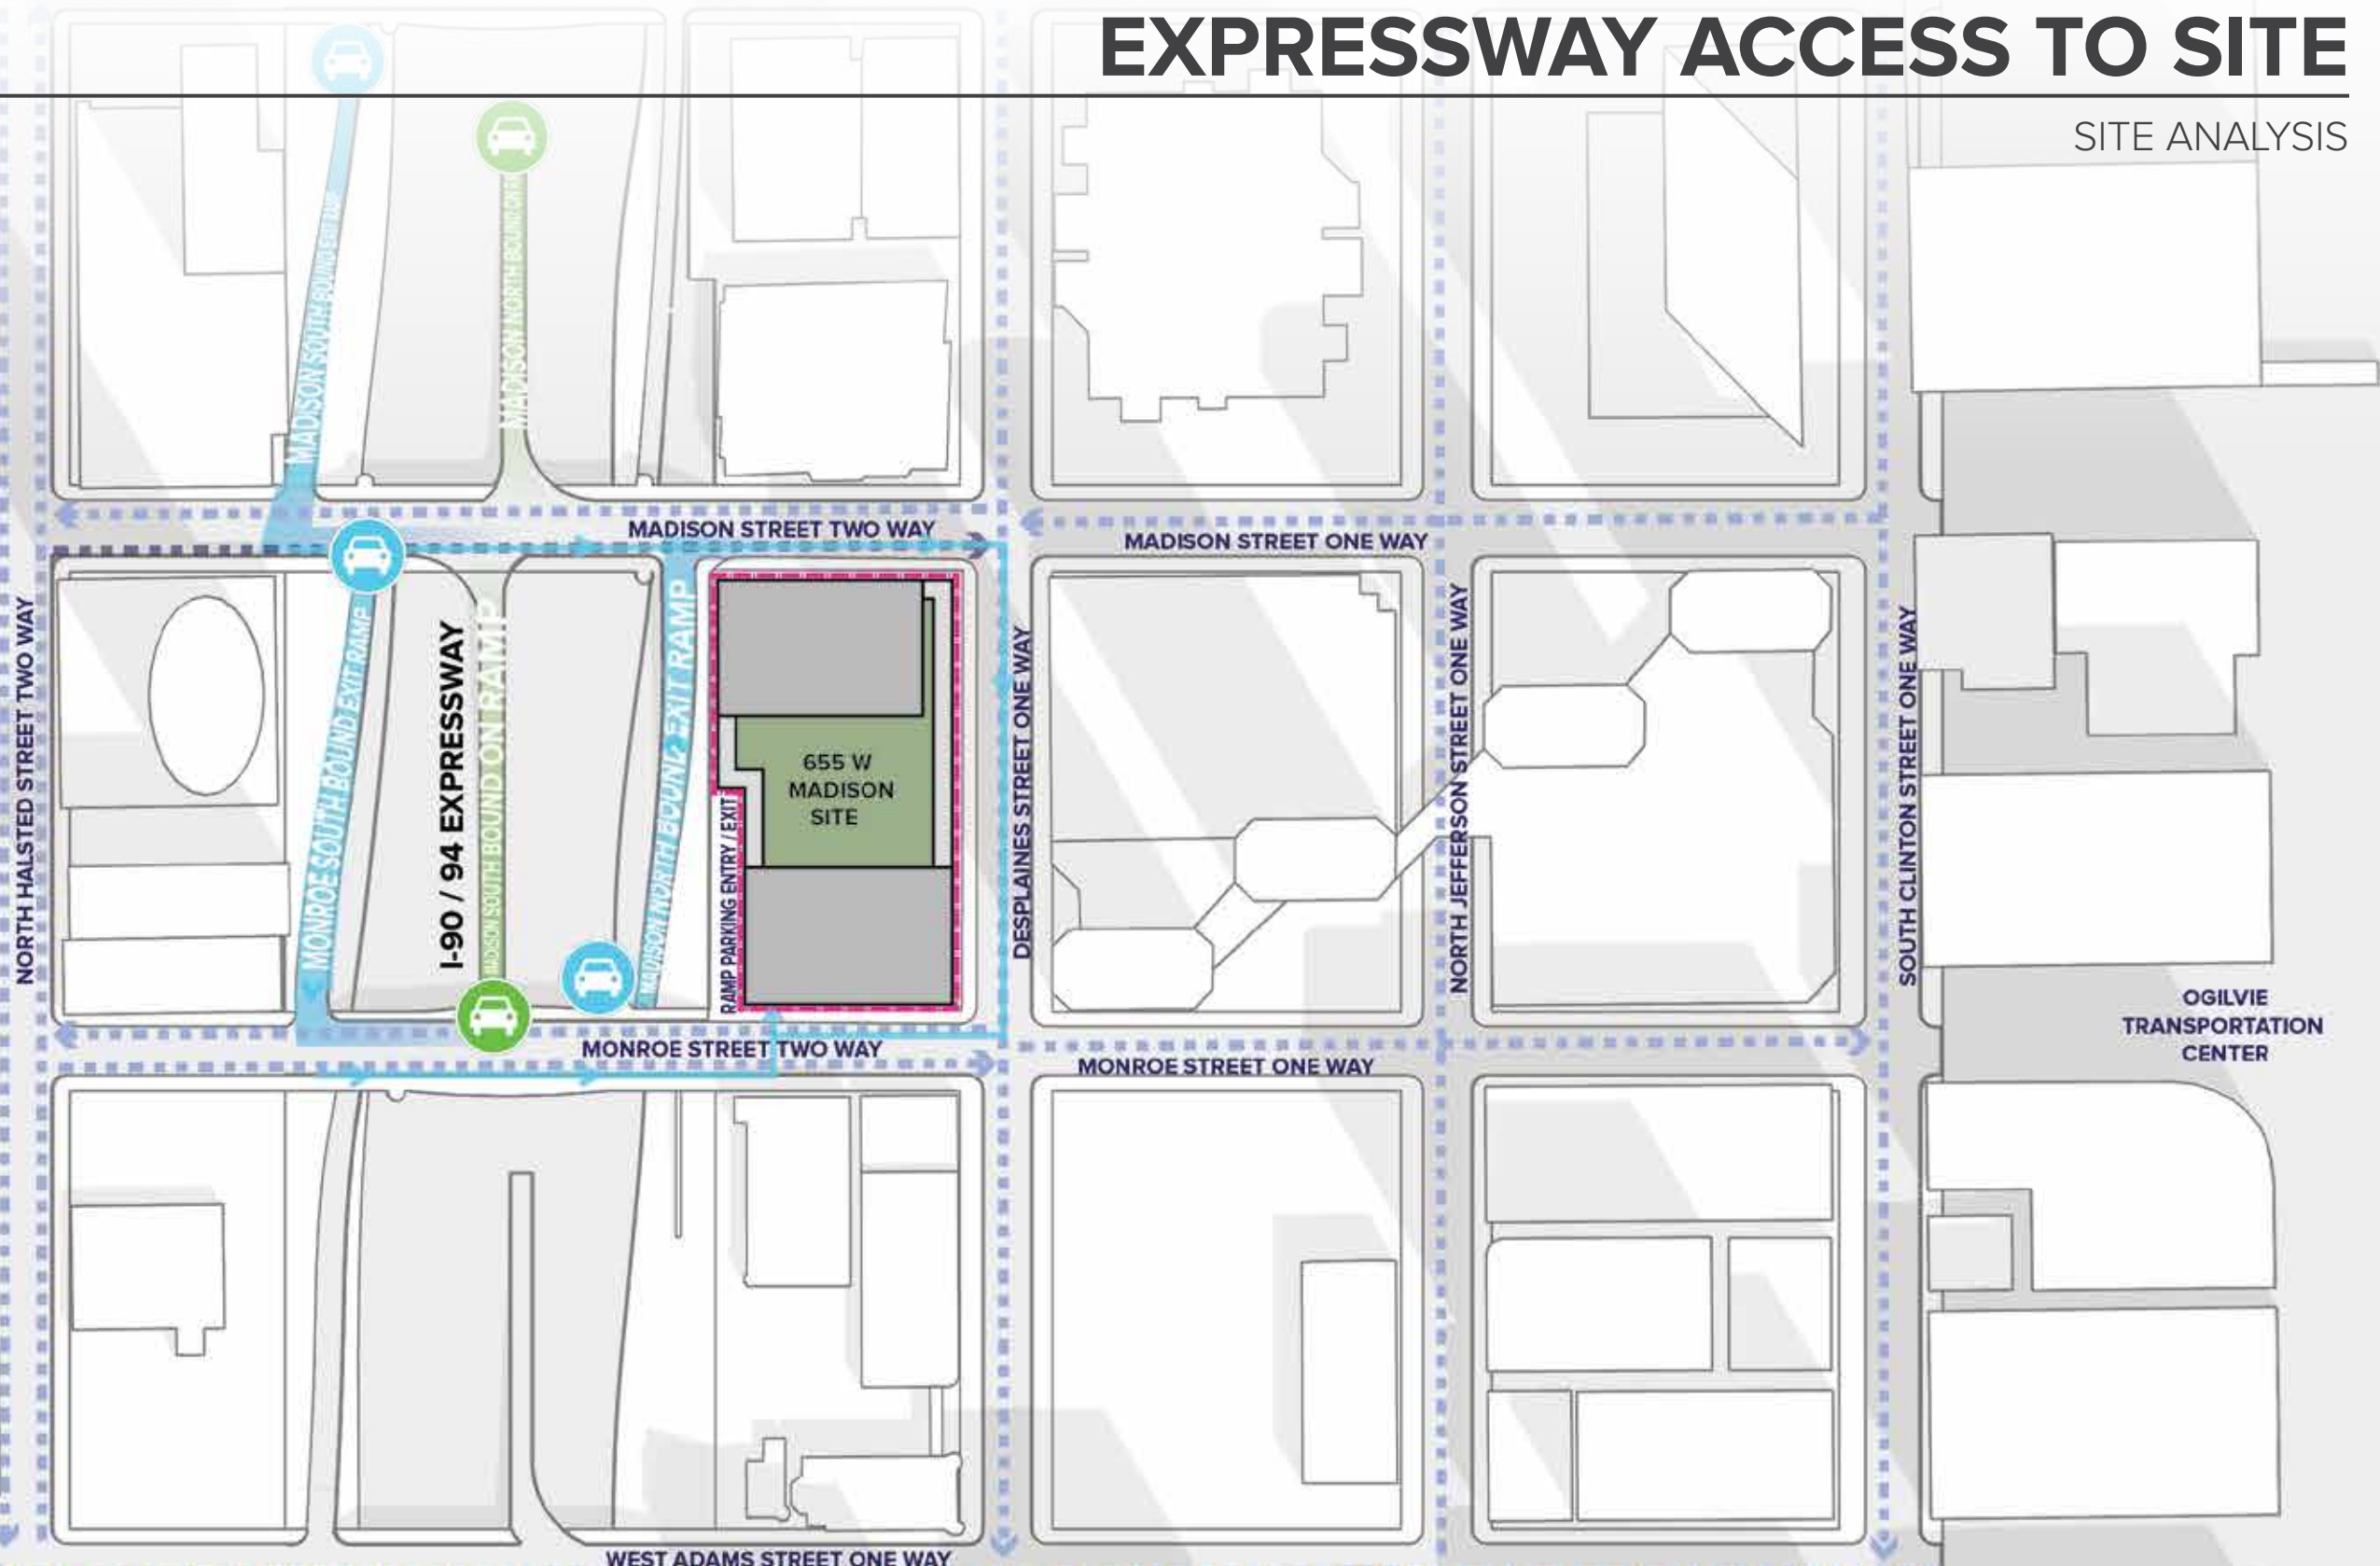 EXPRESSWAY ACCESS TO SITE
SITE ANALYSIS
MADISON SOUTH BOUND EXIT RAMP
MADISON NORTH BOUND ON RAMP
MADISON STREET TWO WAY
MADISON STREET ONE WAY
NORTH HALSTED STREET TWO WAY
MONROE SOUTH BOUND EXIT RAMP
I-90 / 94 EXPRESSWAY
MADISON SOUTH BOUND ON RAMP
MADISON NORTH BOUND EXIT RAMP
RAMP PARKING ENTRY / EXIT
655 W
MADISON
SITE
DESPLAINES STREET ONE WAY
NORTH JEFFERSON STREET ONE WAY
SOUTH CLINTON STREET ONE WAY
OGILVIE
TRANSPORTATION
CENTER
MONROE STREET TWO WAY
MONROE STREET ONE WAY
WEST ADAMS STREET ONE WAY